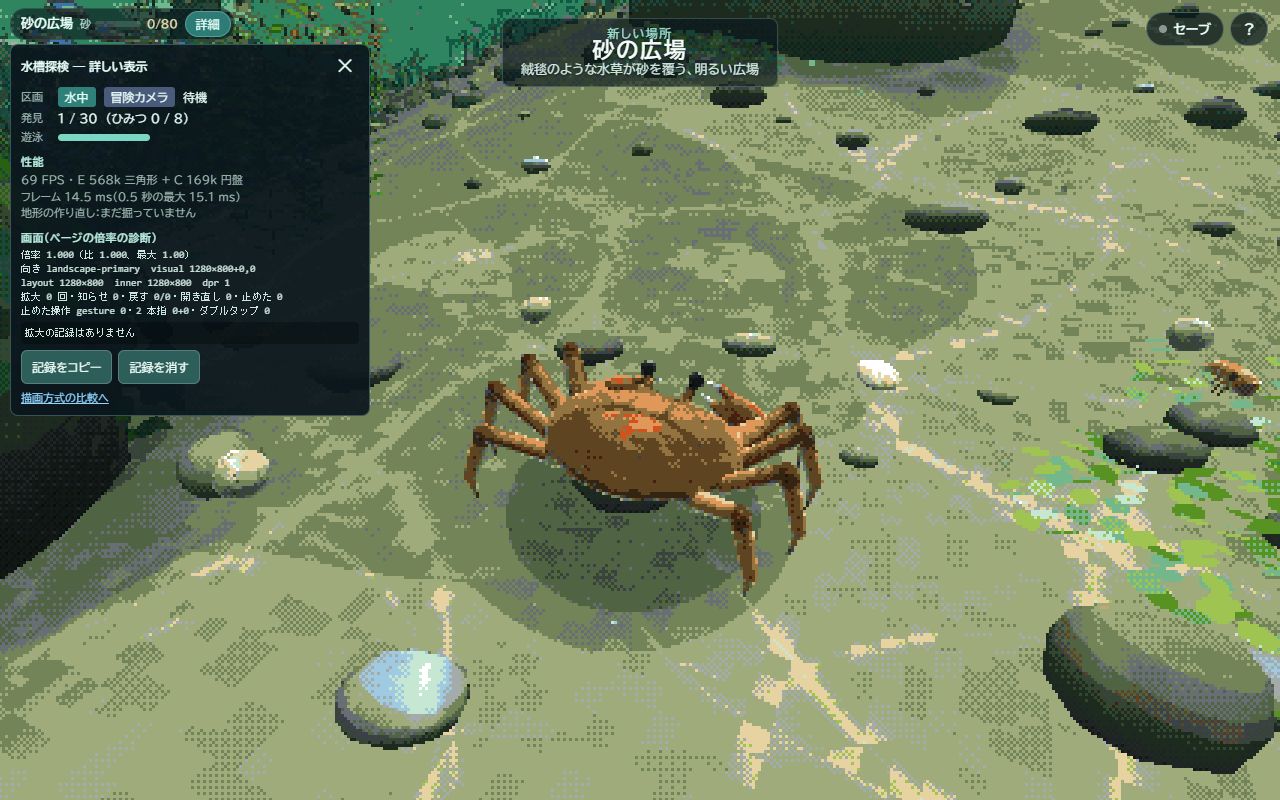 砂の広場 砂 0/80 詳細
新しい場所
砂の広場
絨毯のような水草が砂を覆う、明るい広場
セーブ ?
水槽探検 — 詳しい表示 ×
区画 水中 冒険カメラ 待機
発見 1 / 30（ひみつ 0 / 8）
遊泳
性能
69 FPS・E 568k 三角形 + C 169k 円盤
フレーム 14.5 ms(0.5 秒の最大 15.1 ms)
地形の作り直し:まだ掘っていません
画面(ページの倍率の診断)
倍率 1.000（比 1.000、最大 1.00）
向き landscape-primary visual 1280×800+0,0
layout 1280×800 inner 1280×800 dpr 1
拡大 0 回・知らせ 0・戻す 0/0・開き直し 0・止めた 0
止めた操作 gesture 0・2 本指 0+0・ダブルタップ 0
拡大の記録はありません
記録をコピー 記録を消す
描画方式の比較へ